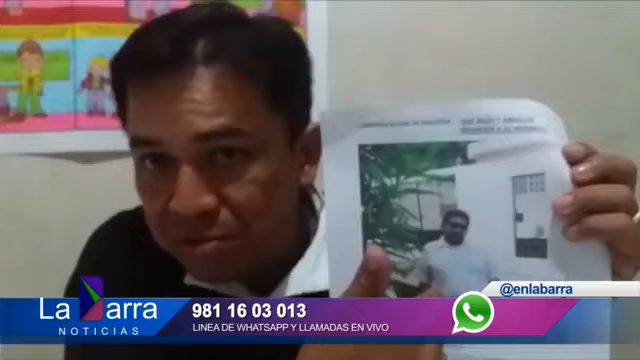 @enlabarra
La Barra
NOTICIAS
981 16 03 013
LINEA DE WHATSAPP Y LLAMADAS EN VIVO